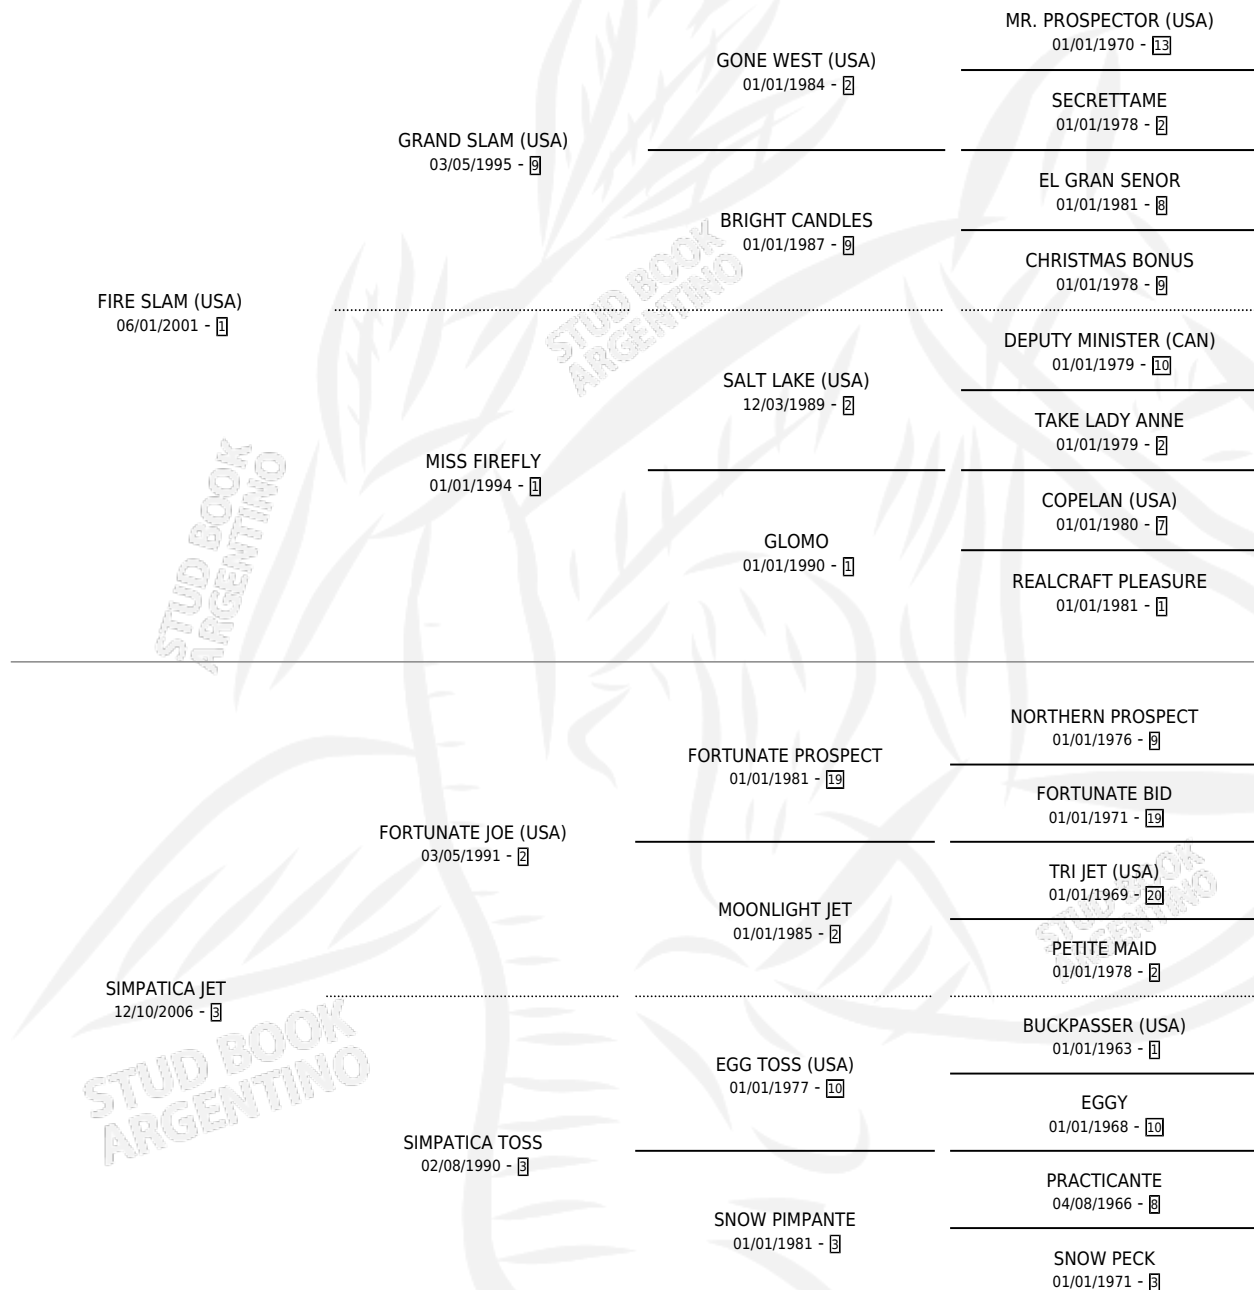 MR. PROSPECTOR (USA)
01/01/1970 - 13
GONE WEST (USA)
01/01/1984 - 2
SECRETTAME
01/01/1978 - 2
GRAND SLAM (USA)
03/05/1995 - 9
EL GRAN SENOR
01/01/1981 - 8
BRIGHT CANDLES
01/01/1987 - 9
CHRISTMAS BONUS
01/01/1978 - 9
FIRE SLAM (USA)
06/01/2001 - 1
DEPUTY MINISTER (CAN)
01/01/1979 - 10
SALT LAKE (USA)
12/03/1989 - 2
TAKE LADY ANNE
01/01/1979 - 2
MISS FIREFLY
01/01/1994 - 1
COPELAN (USA)
01/01/1980 - 7
GLOMO
01/01/1990 - 1
REALCRAFT PLEASURE
01/01/1981 - 1
NORTHERN PROSPECT
01/01/1976 - 9
FORTUNATE PROSPECT
01/01/1981 - 19
FORTUNATE BID
01/01/1971 - 19
FORTUNATE JOE (USA)
03/05/1991 - 2
TRI JET (USA)
01/01/1969 - 20
MOONLIGHT JET
01/01/1985 - 2
PETITE MAID
01/01/1978 - 2
SIMPATICA JET
12/10/2006 - 3
BUCKPASSER (USA)
01/01/1963 - 1
EGG TOSS (USA)
01/01/1977 - 10
EGGY
01/01/1968 - 10
SIMPATICA TOSS
02/08/1990 - 3
PRACTICANTE
04/08/1966 - 8
SNOW PIMPANTE
01/01/1981 - 3
SNOW PECK
01/01/1971 - 3
STUD BOOK
ARGENTINO
STUD BOOK
ARGENTINO
STUD BOOK
ARGENTINO
STUD BOOK
ARGENTINO